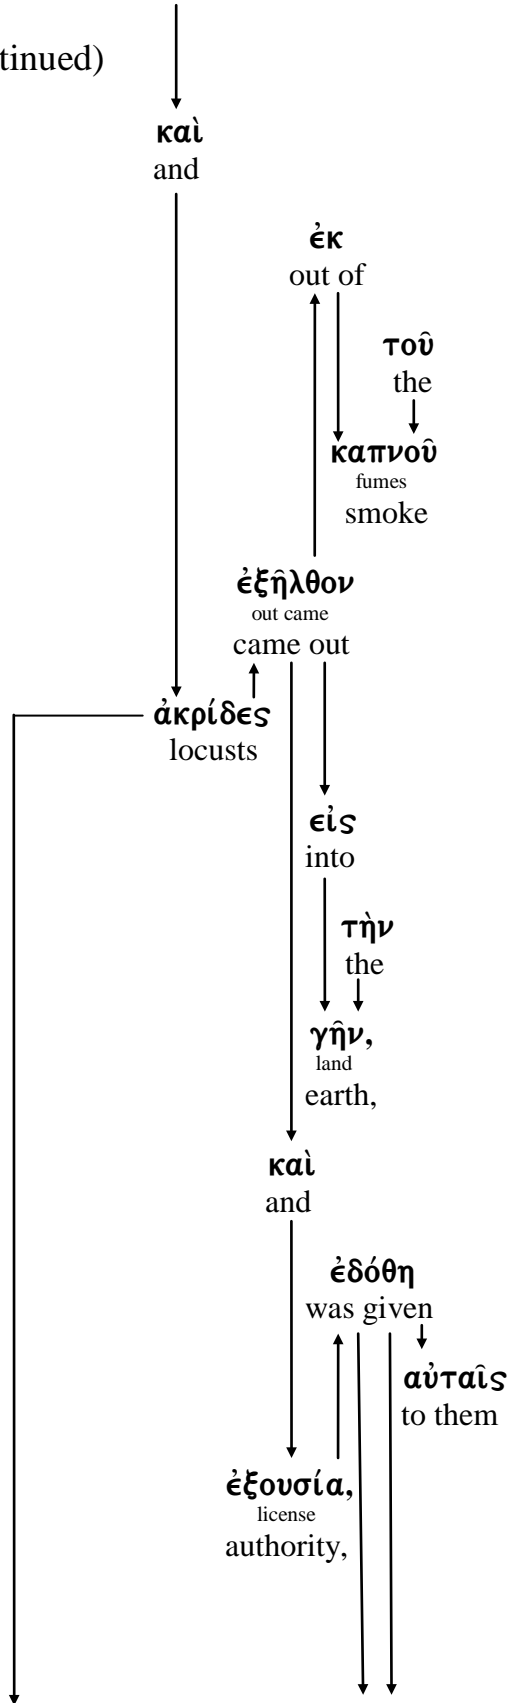 tinued)
καὶ
and
ἐκ
out of
τοῦ
the
καπνοῦ
fumes
smoke
ἐξῆλθον
out came
came out
ἀκρίδες
locusts
εἰς
into
τὴν
the
γῆν,
land
earth,
καὶ
and
ἐδόθη
was given
αὐταῖς
to them
ἐξουσία,
license
authority,